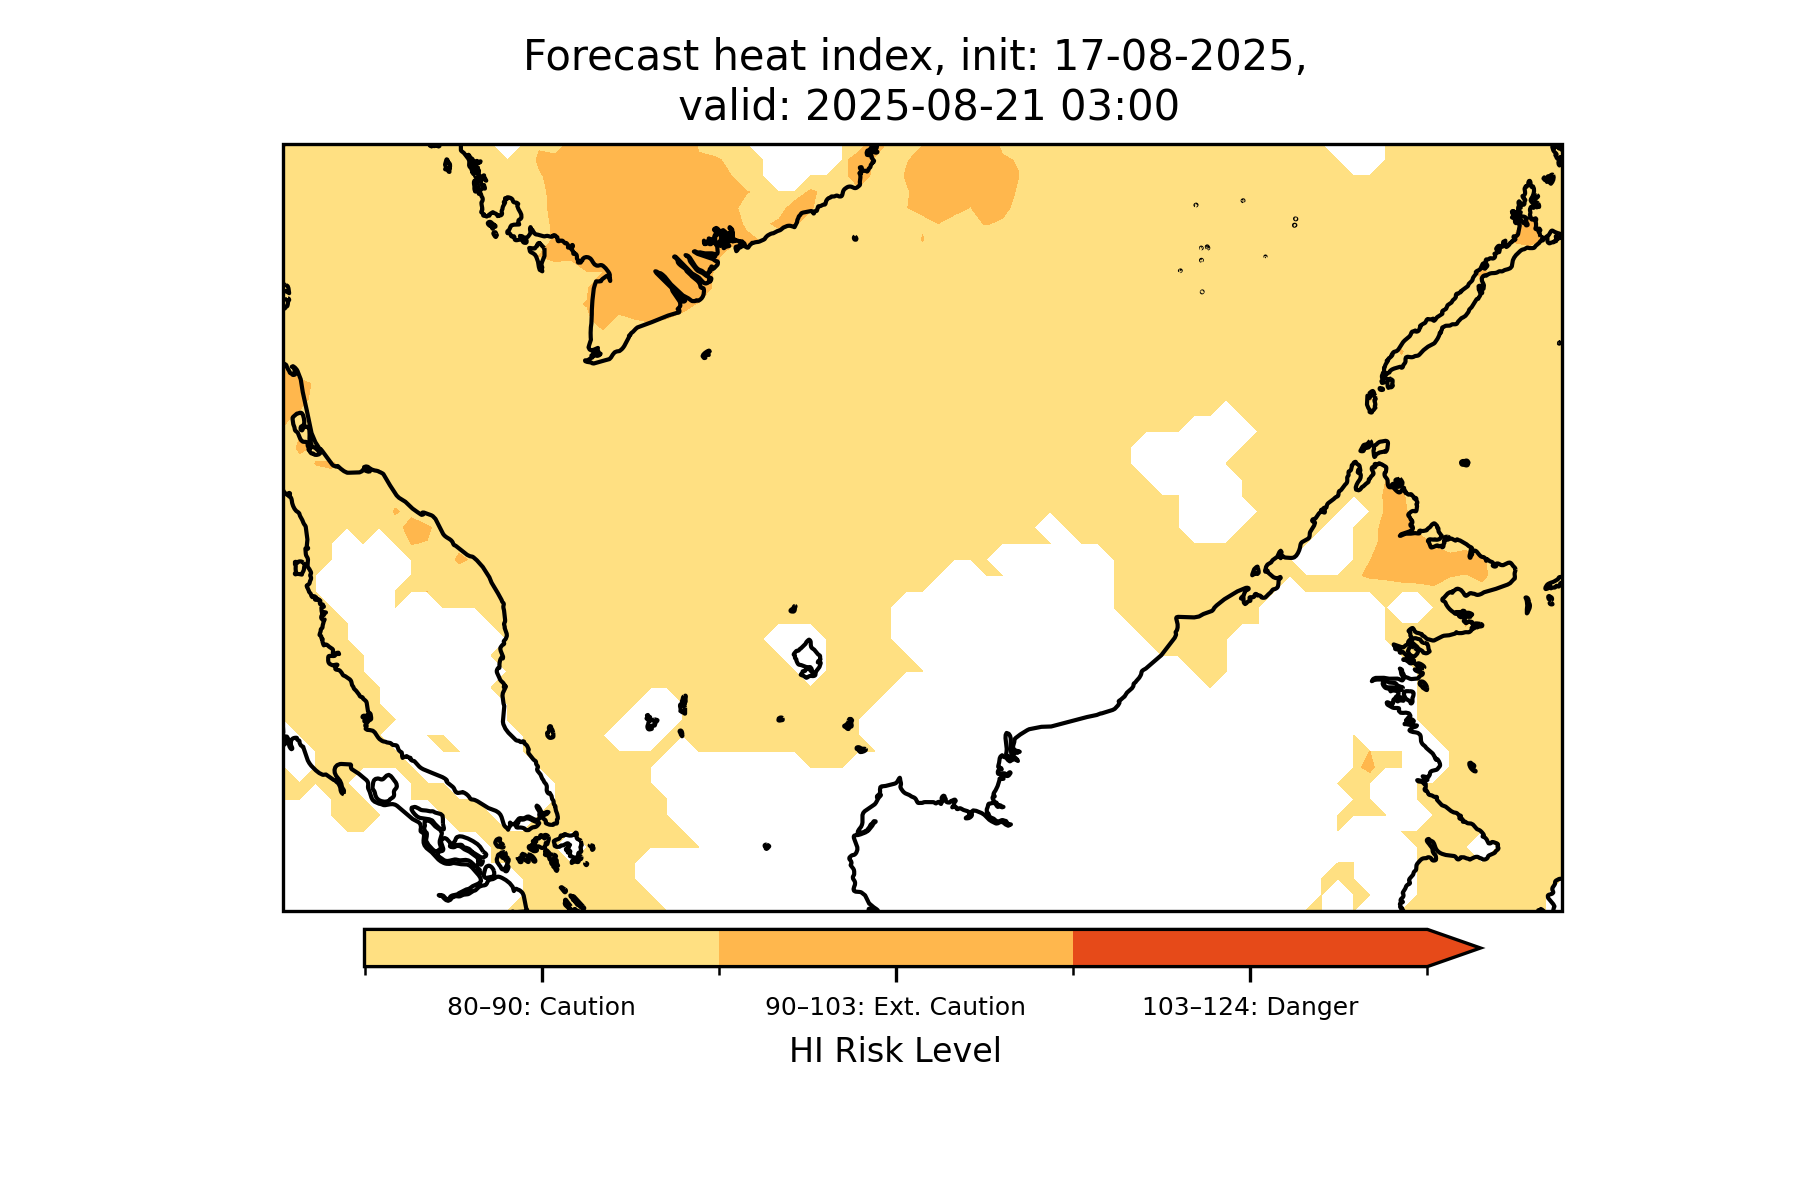 Forecast heat index, init: 17-08-2025,
valid: 2025-08-21 03:00
80–90: Caution
90–103: Ext. Caution
103–124: Danger
HI Risk Level